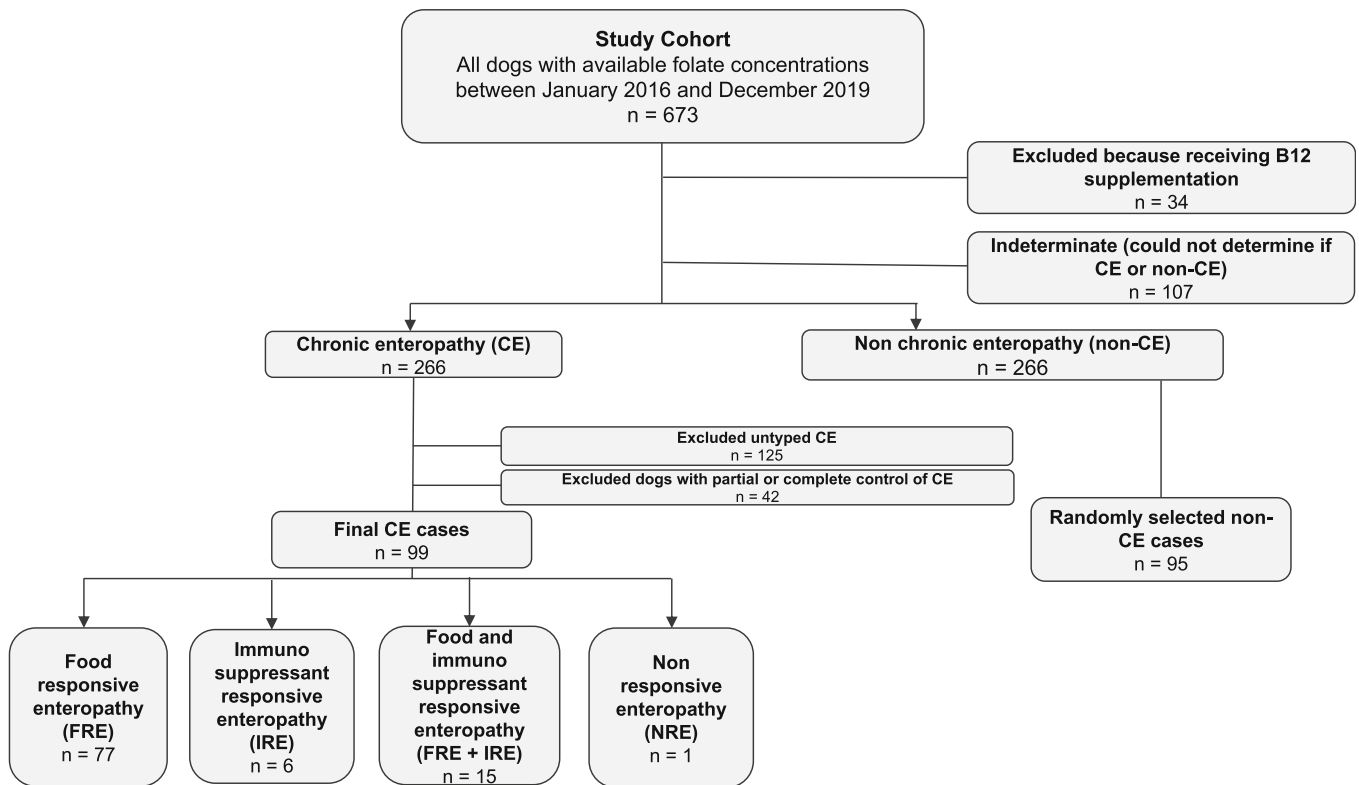 Study Cohort
All dogs with available folate concentrations
between January 2016 and December 2019
n = 673
Excluded because receiving B12
supplementation
n = 34
Indeterminate (could not determine if
CE or non-CE)
n = 107
Chronic enteropathy (CE)
n = 266
Non chronic enteropathy (non-CE)
n = 266
Excluded untyped CE
n = 125
Excluded dogs with partial or complete control of CE
n = 42
Final CE cases
n = 99
Randomly selected non-
CE cases
n = 95
Food
responsive
enteropathy
(FRE)
n = 77
Immuno
suppressant
responsive
enteropathy
(IRE)
n = 6
Food and
immuno
suppressant
responsive
enteropathy
(FRE + IRE)
n = 15
Non
responsive
enteropathy
(NRE)
n = 1